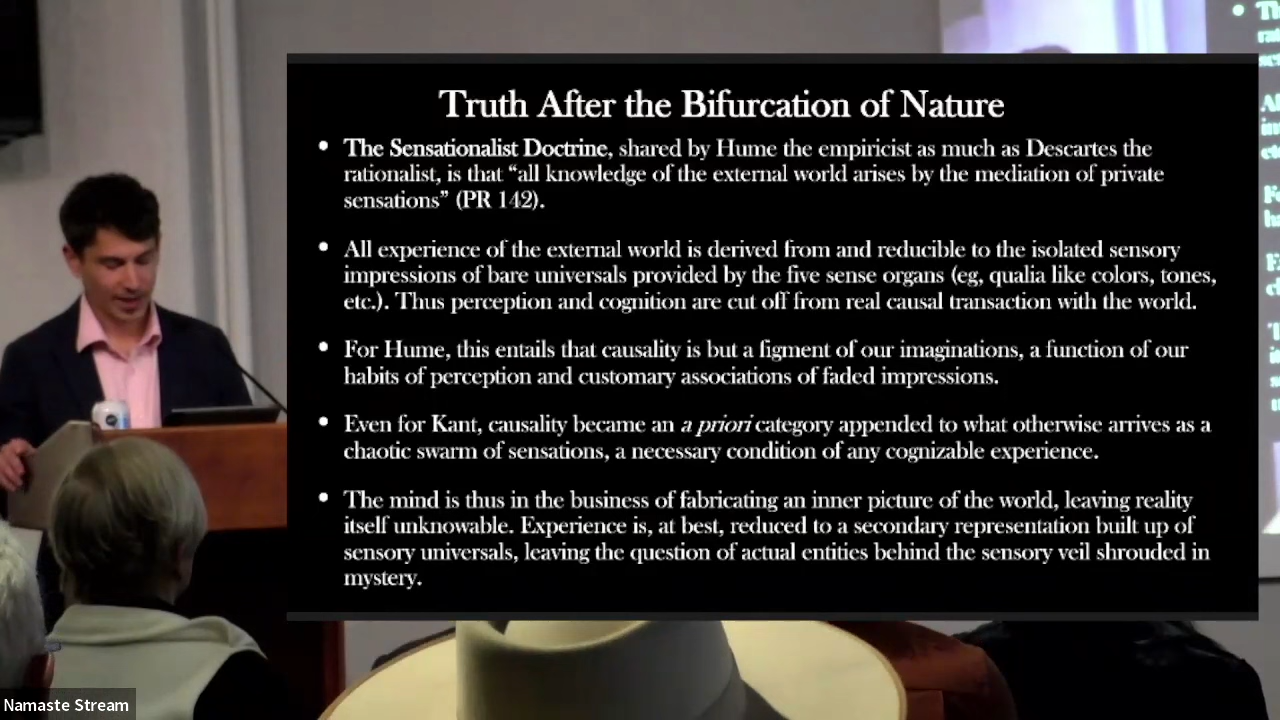 Truth After the Bifurcation of Nature
• The Sensationalist Doctrine, shared by Hume the empiricist as much as Descartes the
rationalist, is that “all knowledge of the external world arises by the mediation of private
sensations” (PR 142).
• All experience of the external world is derived from and reducible to the isolated sensory
impressions of bare universals provided by the five sense organs (eg, qualia like colors, tones,
etc.). Thus perception and cognition are cut off from real causal transaction with the world.
• For Hume, this entails that causality is but a figment of our imaginations, a function of our
habits of perception and customary associations of faded impressions.
• Even for Kant, causality became an a priori category appended to what otherwise arrives as a
chaotic swarm of sensations, a necessary condition of any cognizable experience.
• The mind is thus in the business of fabricating an inner picture of the world, leaving reality
itself unknowable. Experience is, at best, reduced to a secondary representation built up of
sensory universals, leaving the question of actual entities behind the sensory veil shrouded in
mystery.
Namaste Stream